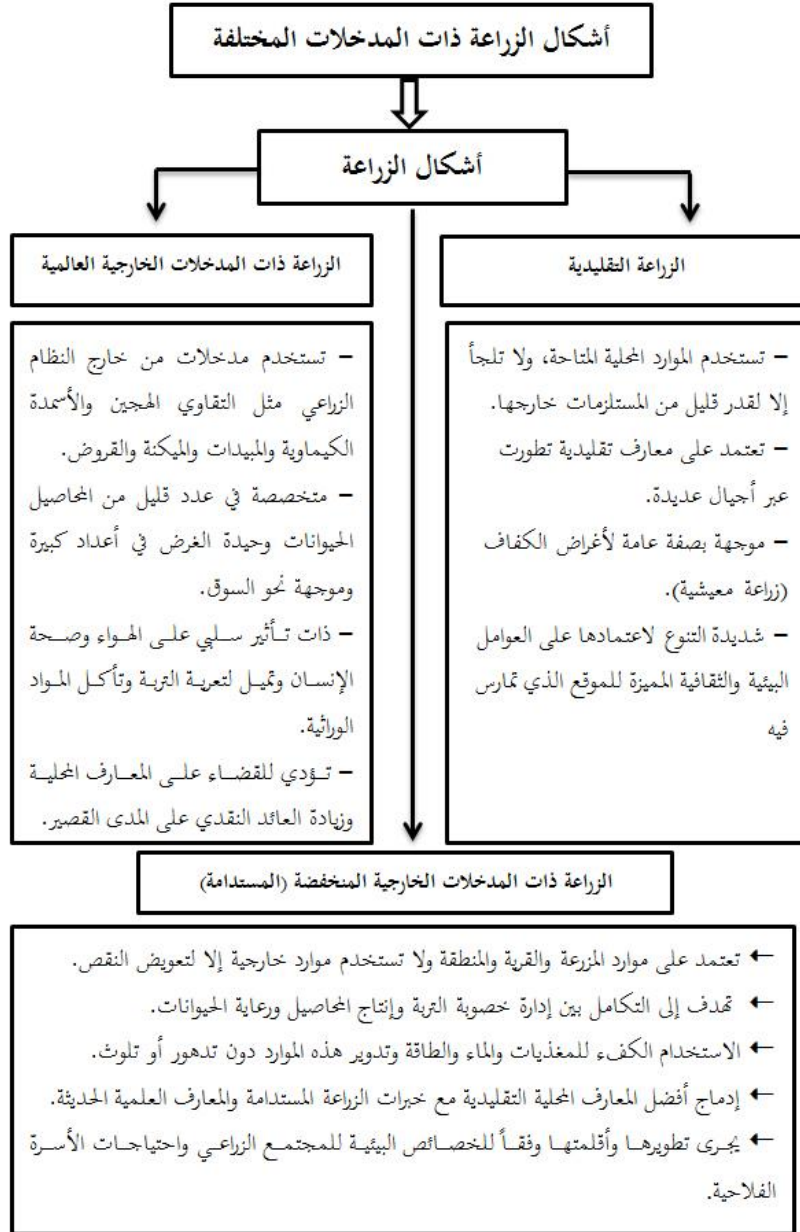 أشكال الزراعة ذات المدخلات المختلفة
أشكال الزراعة
الزراعة التقليدية
– تستخدم الموارد المحلية المتاحة، ولا تلجأ
إلا لقدر قليل من المستلزمات خارجها.
– تعتمد على معارف تقليدية تطورت
عبر أجيال عديدة.
– موجهة بصفة عامة لأغراض الكفاف
(زراعة معيشية).
– شديدة التنوع لاعتمادها على العوامل
البيئية والثقافية المميزة للموقع الذي تمارس
فيه
الزراعة ذات المدخلات الخارجية العالمية
– تستخدم مدخلات من خارج النظام
الزراعي مثل التقاوي الهجين والأسمدة
الكيماوية والمبيدات والميكنة والقروض.
– متخصصة في عدد قليل من المحاصيل
الحيوانات وحيدة الغرض في أعداد كبيرة
وموجهة نحو السوق.
– ذات تأثير سلبي على الهواء وصحة
الإنسان وتميل لتعرية التربة وتأكل المواد
الوراثية.
– تؤدي للقضاء على المعارف المحلية
وزيادة العائد النقدي على المدى القصير.
الزراعة ذات المدخلات الخارجية المنخفضة (المستدامة)
← تعتمد على موارد المزرعة والقرية والمنطقة ولا تستخدم موارد خارجية إلا لتعويض النقص.
← تهدف إلى التكامل بين إدارة خصوبة التربة وإنتاج المحاصيل ورعاية الحيوانات.
← الاستخدام الكفء للمغذيات والماء والطاقة وتدوير هذه الموارد دون تدهور أو تلوث.
← إدماج أفضل المعارف المحلية التقليدية مع خبرات الزراعة المستدامة والمعارف العلمية الحديثة.
← يجرى تطويرها وأقلمتها وفقاً للخصائص البيئية للمجتمع الزراعي واحتياجات الأسرة
الفلاحية.